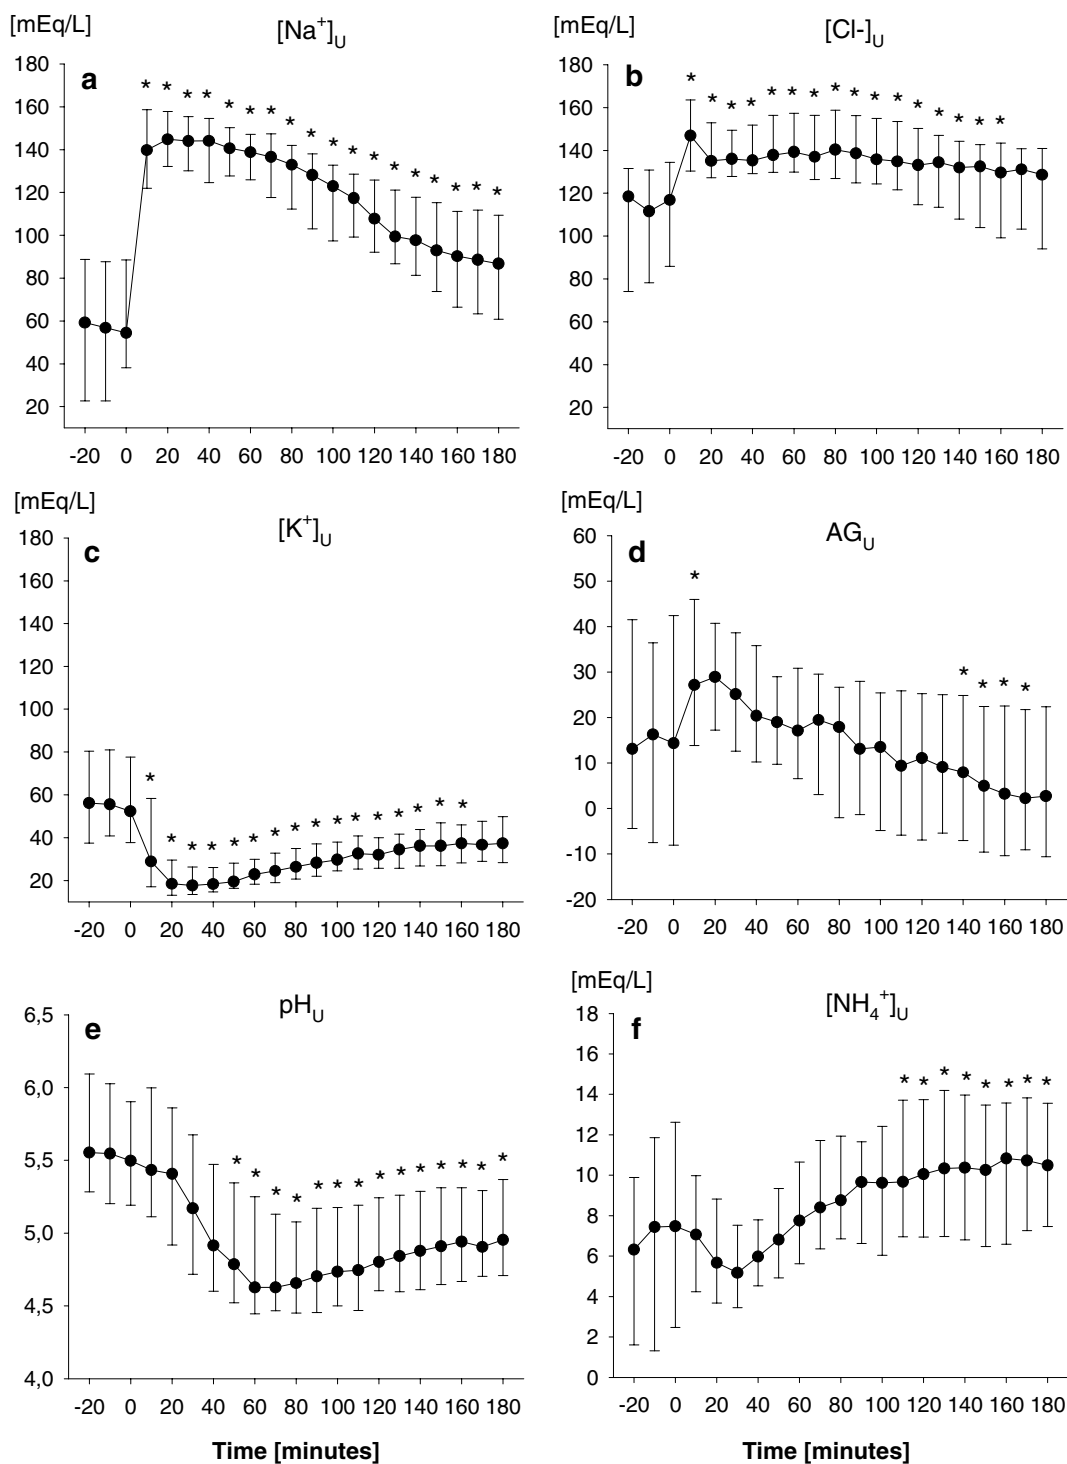 [mEq/L] [Na+]U
a
180
160
140
120
100
80
60
40
20
* * * * * * * * * * * * * * * * * *
-20 0 20 40 60 80 100 120 140 160 180
[mEq/L] [Cl-]U
b
180
160
140
120
100
80
60
40
20
* * * * * * * * * * * * * * * *
-20 0 20 40 60 80 100 120 140 160 180
[mEq/L] [K+]U
c
180
160
140
120
100
80
60
40
20
* * * * * * * * * * * * * * * *
-20 0 20 40 60 80 100 120 140 160 180
[mEq/L]
AGU
d
60
50
40
30
20
10
0
-10
-20
* * * * *
-20 0 20 40 60 80 100 120 140 160 180
pHU
e
6,5
6,0
5,5
5,0
4,5
4,0
* * * * * * * * * * * * * *
-20 0 20 40 60 80 100 120 140 160 180
Time [minutes]
[mEq/L]
[NH4+]U
f
18
16
14
12
10
8
6
4
2
0
* * * * * * * *
-20 0 20 40 60 80 100 120 140 160 180
Time [minutes]